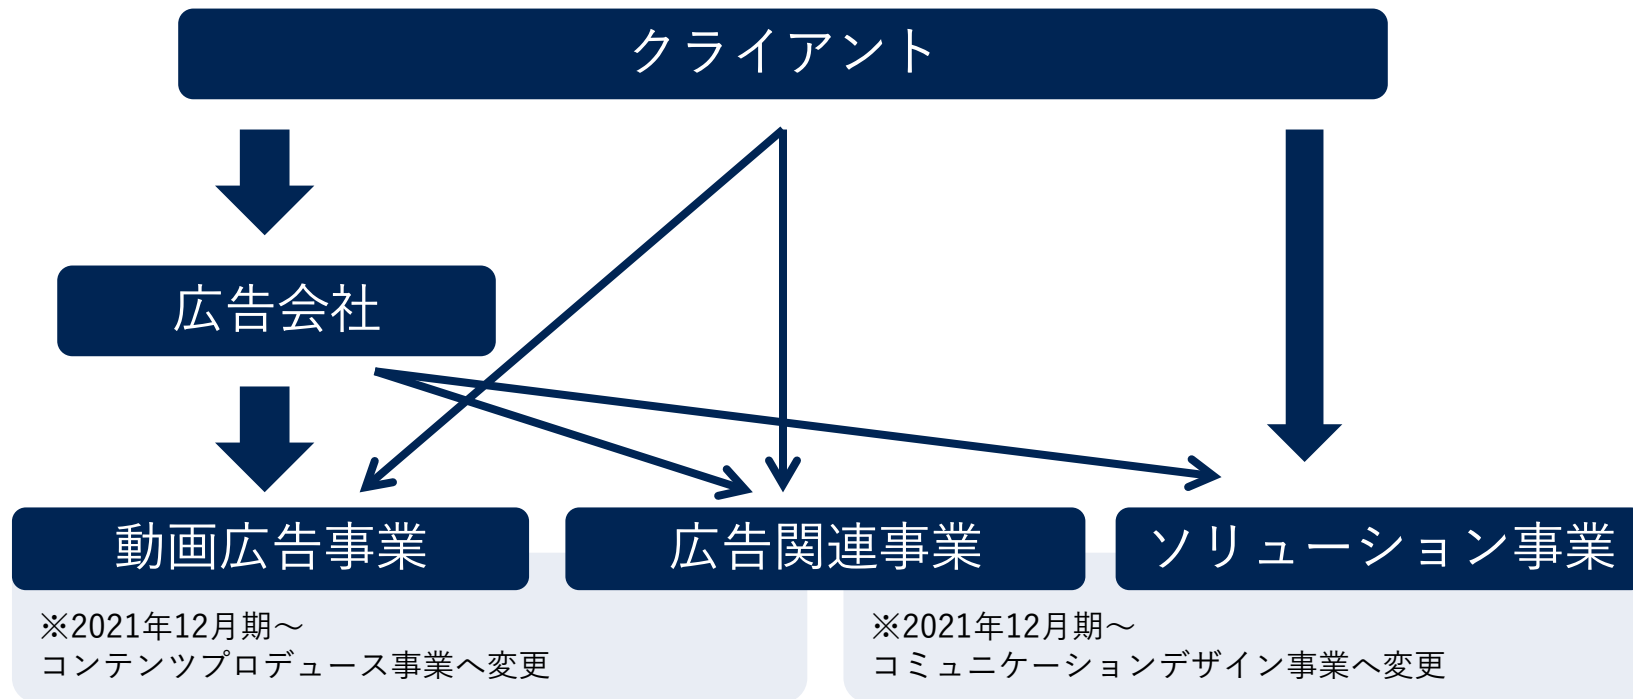 クライアント
広告会社
動画広告事業
広告関連事業
ソリューション事業
※2021年12月期～
コンテンツプロデュース事業へ変更
※2021年12月期～
コミュニケーションデザイン事業へ変更